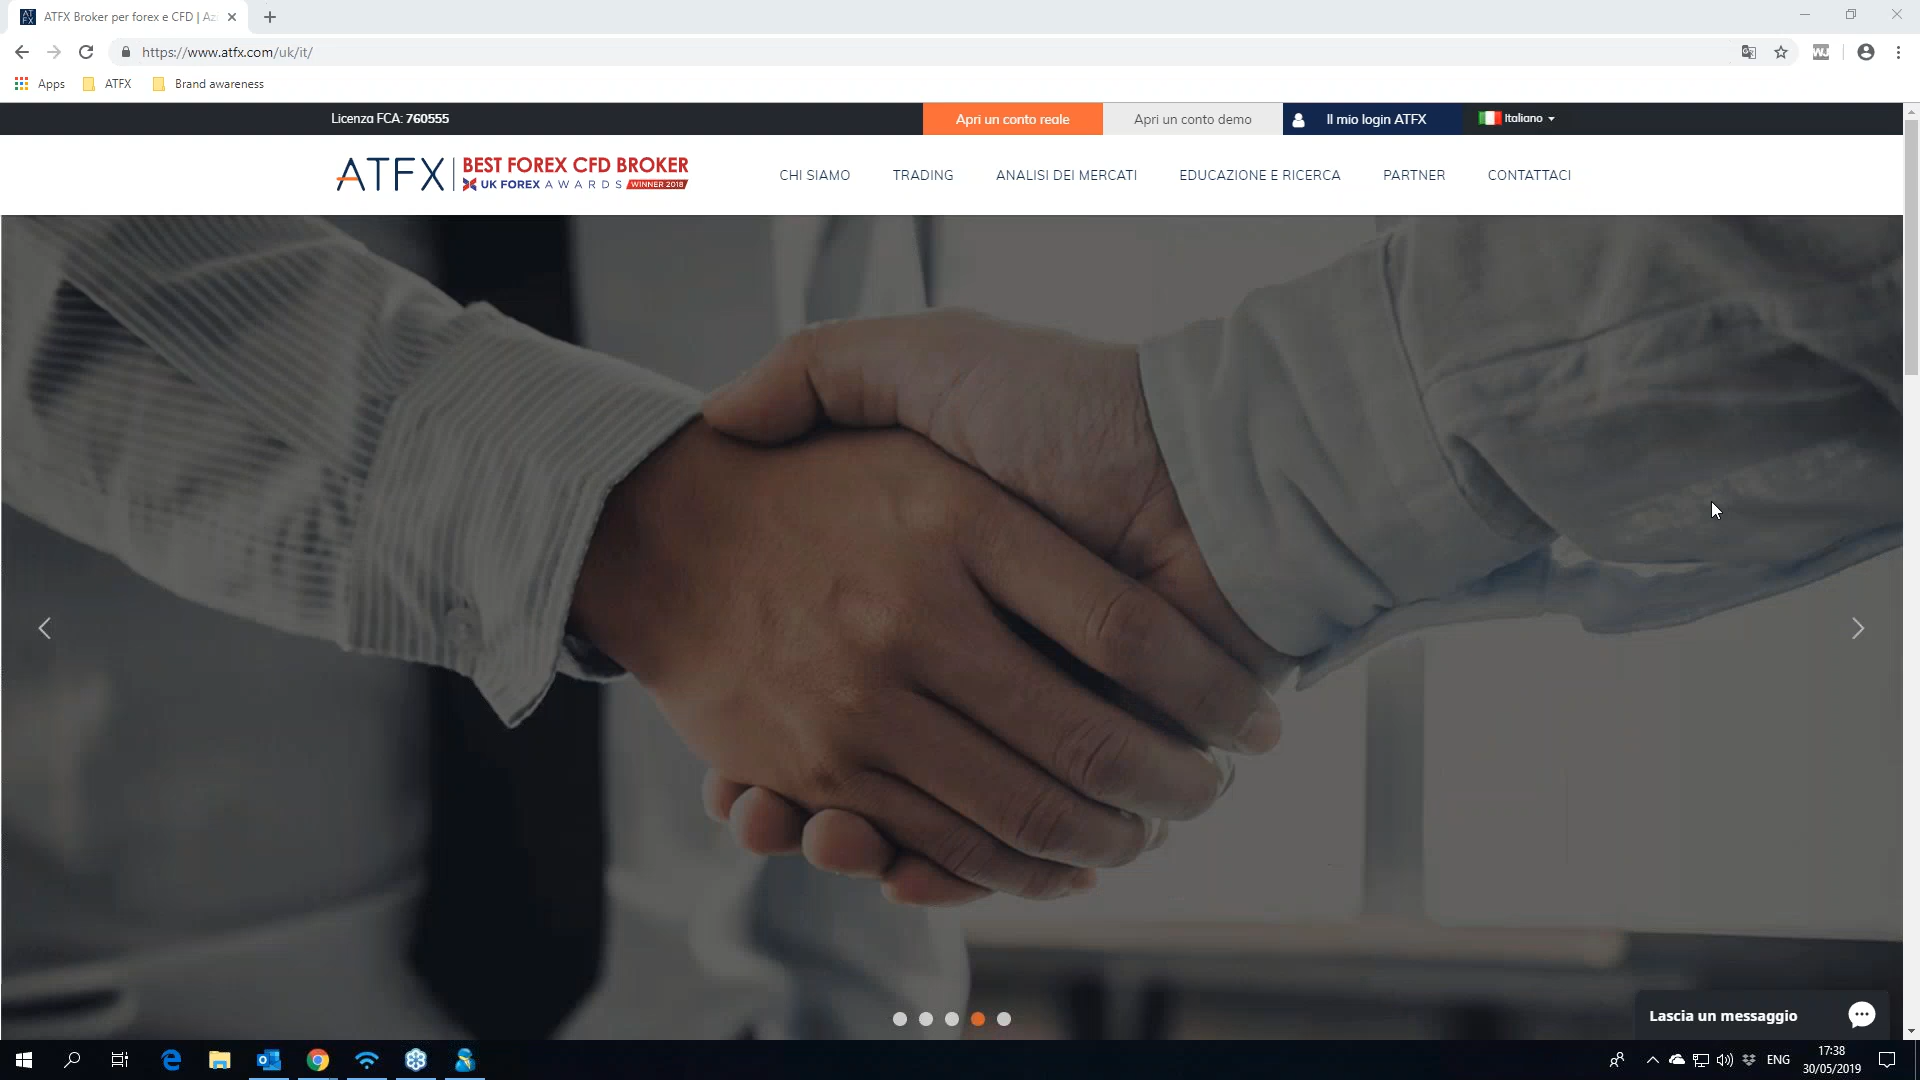 ATFX Broker per forex e CFD | Az
https://www.atfx.com/uk/it/
Apps ATFX Brand awareness
Licenza FCA: 760555
Apri un conto reale
Apri un conto demo
Il mio login ATFX
Italiano
ATFX BEST FOREX CFD BROKER
UK FOREX AWARDS WINNER 2018
CHI SIAMO TRADING ANALISI DEI MERCATI EDUCAZIONE E RICERCA PARTNER CONTATTACI
Lascia un messaggio
ENG
17:38
30/05/2019